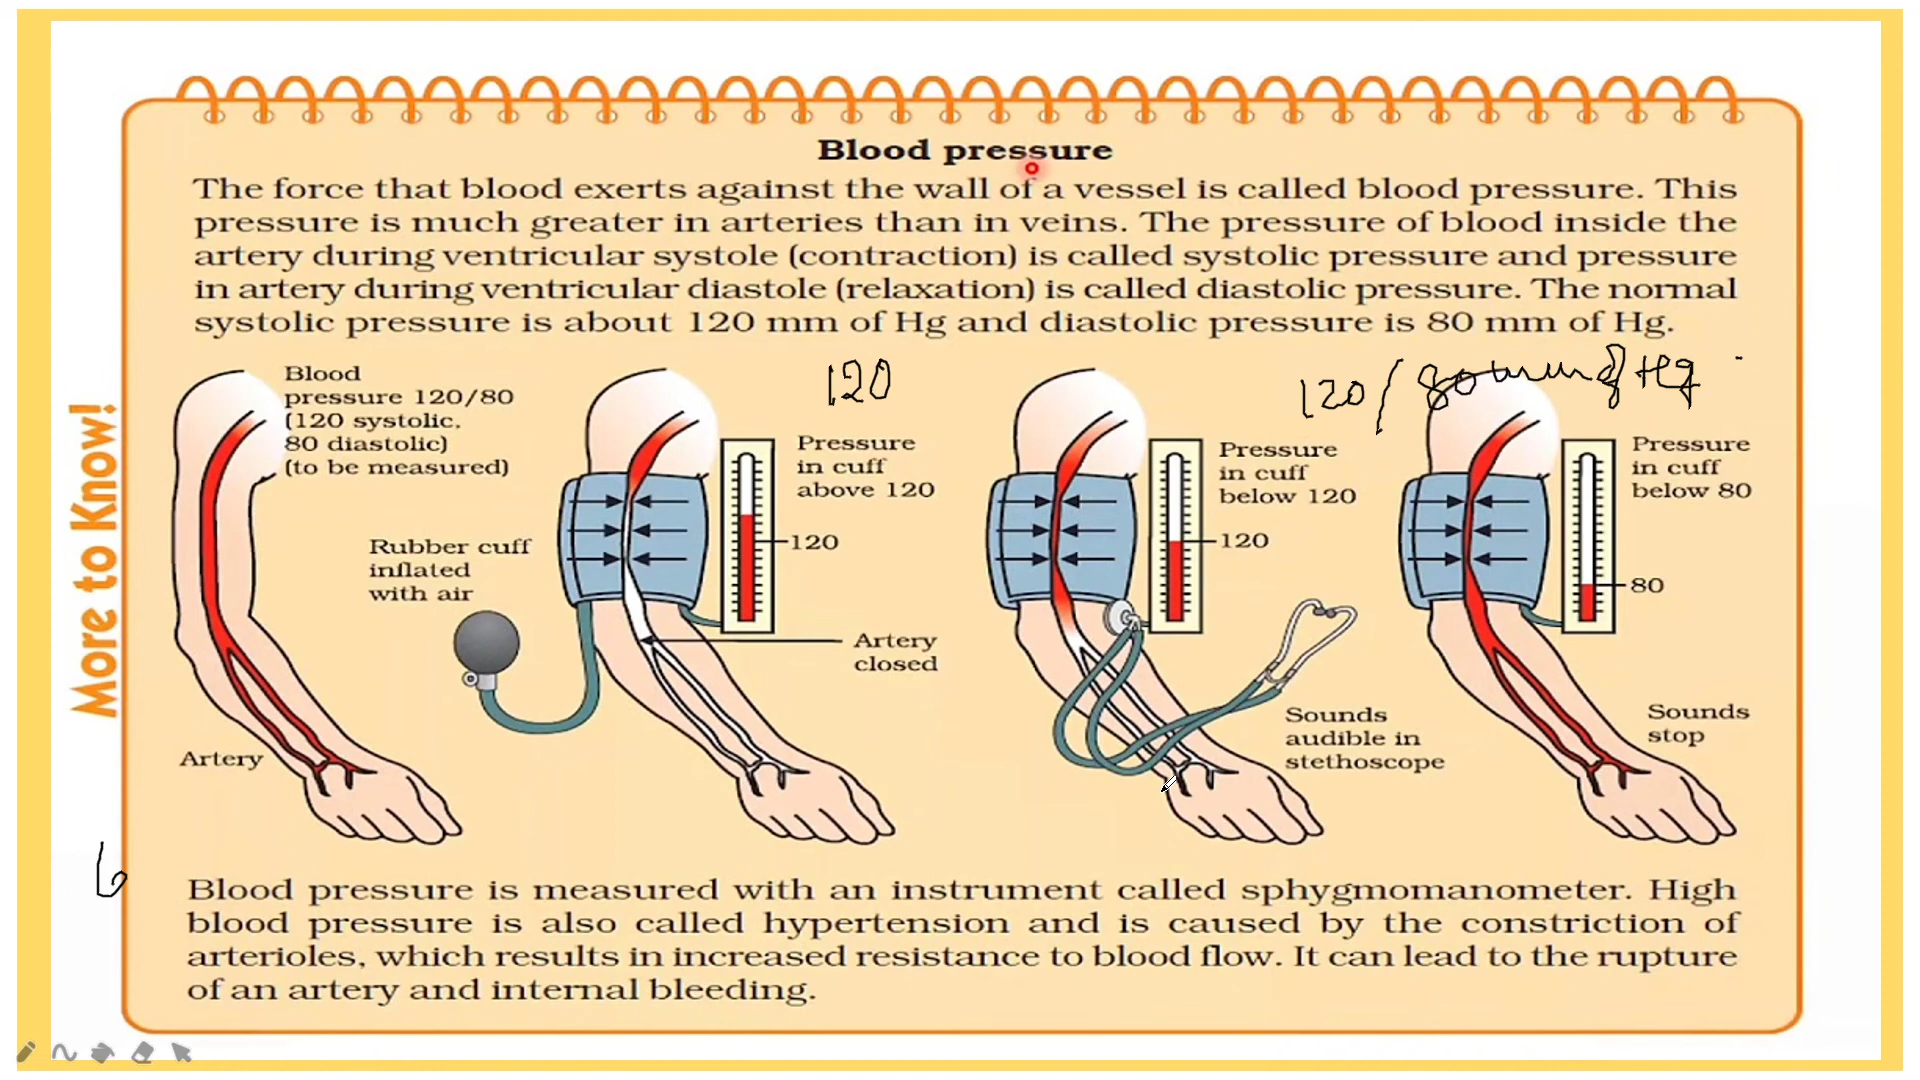 Blood pressure
The force that blood exerts against the wall of a vessel is called blood pressure. This
pressure is much greater in arteries than in veins. The pressure of blood inside the
artery during ventricular systole (contraction) is called systolic pressure and pressure
in artery during ventricular diastole (relaxation) is called diastolic pressure. The normal
systolic pressure is about 120 mm of Hg and diastolic pressure is 80 mm of Hg.
More to Know!
Blood
pressure 120/80
(120 systolic,
80 diastolic)
(to be measured)
Artery
Rubber cuff
inflated
with air
120
Pressure
in cuff
above 120
120
Artery
closed
Pressure
in cuff
below 120
120
Sounds
audible in
stethoscope
120/80 mm of Hg
Pressure
in cuff
below 80
80
Sounds
stop
Blood pressure is measured with an instrument called sphygmomanometer. High
blood pressure is also called hypertension and is caused by the constriction of
arterioles, which results in increased resistance to blood flow. It can lead to the rupture
of an artery and internal bleeding.